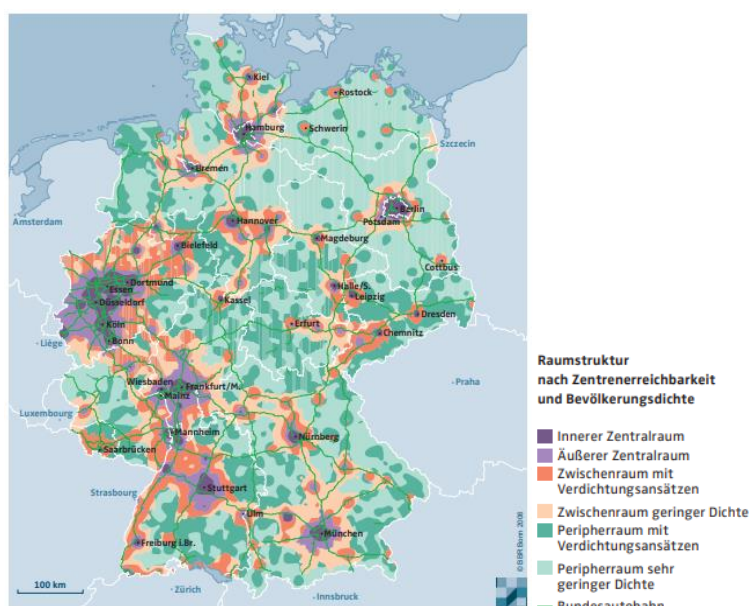 Kiel
Rostock
Hamburg
Schwerin
Szczecin
Bremen
Amsterdam
Berlin
Hannover
Potsdam
Bielefeld
Magdeburg
Cottbus
Dortmund
Essen
Halle/S.
Düsseldorf
Kassel
Leipzig
Köln
Erfurt
Dresden
Liège
Bonn
Chemnitz
Wiesbaden
Frankfurt/M.
Praha
Mainz
Luxembourg
Mannheim
Nürnberg
Saarbrücken
Strasbourg
Stuttgart
Ulm
München
Freiburg i.Br.
100 km
Zürich
Innsbruck
©BBR Bonn 2008
Raumstruktur
nach Zentrenerreichbarkeit
und Bevölkerungsdichte
Innerer Zentralraum
Äußerer Zentralraum
Zwischenraum mit
Verdichtungsansätzen
Zwischenraum geringer Dichte
Peripherraum mit
Verdichtungsansätzen
Peripherraum sehr
geringer Dichte
Bundesautobahn